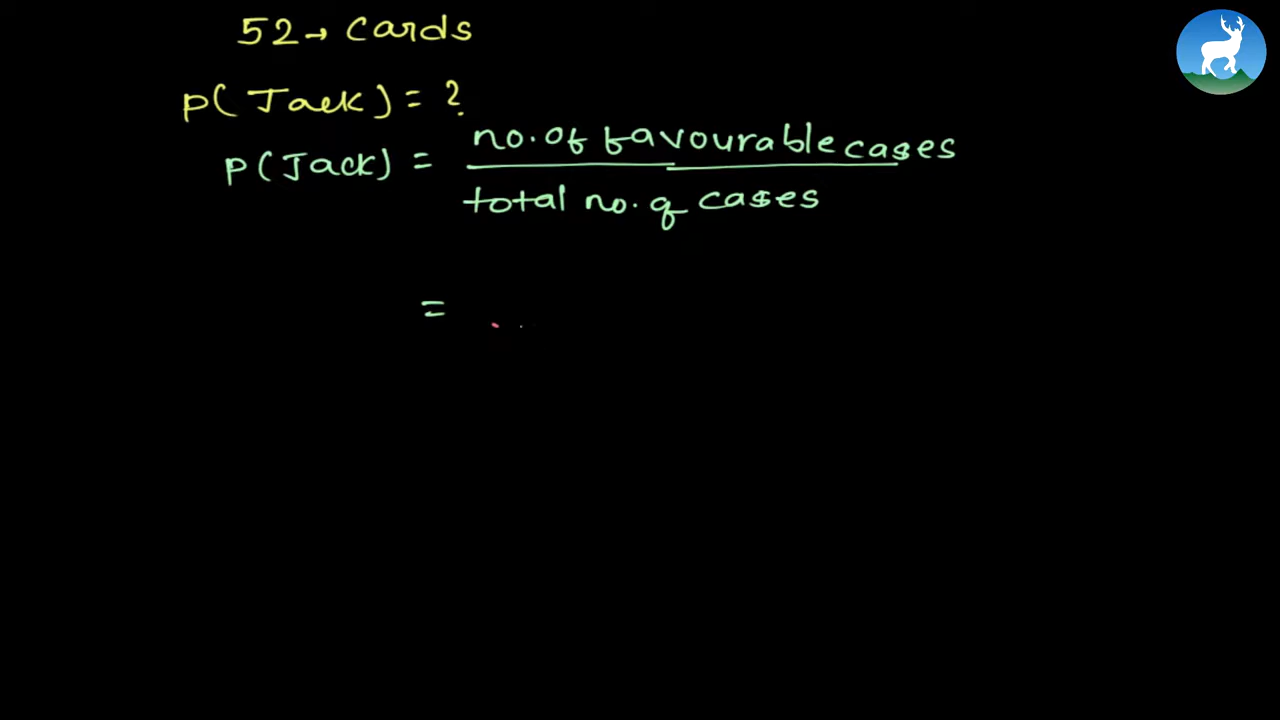 52 → cards
P(Jack) = ?
P(Jack) = no. of favourable cases
total no. of cases
=